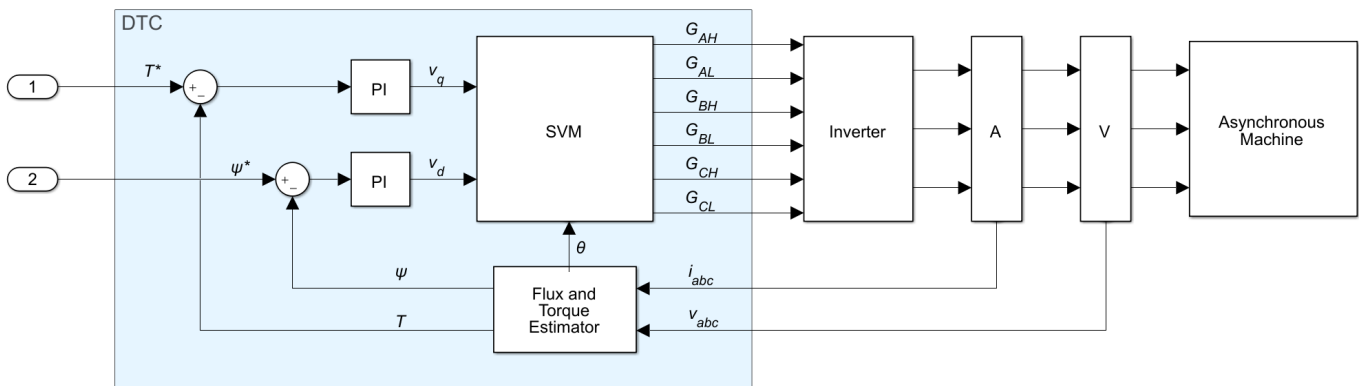 DTC
1
T*
+
−
PI
v_q
SVM
G_AH
G_AL
G_BH
G_BL
G_CH
G_CL
Inverter
A
V
Asynchronous
Machine
2
ψ*
+
−
PI
v_d
θ
ψ
T
Flux and
Torque
Estimator
i_abc
v_abc